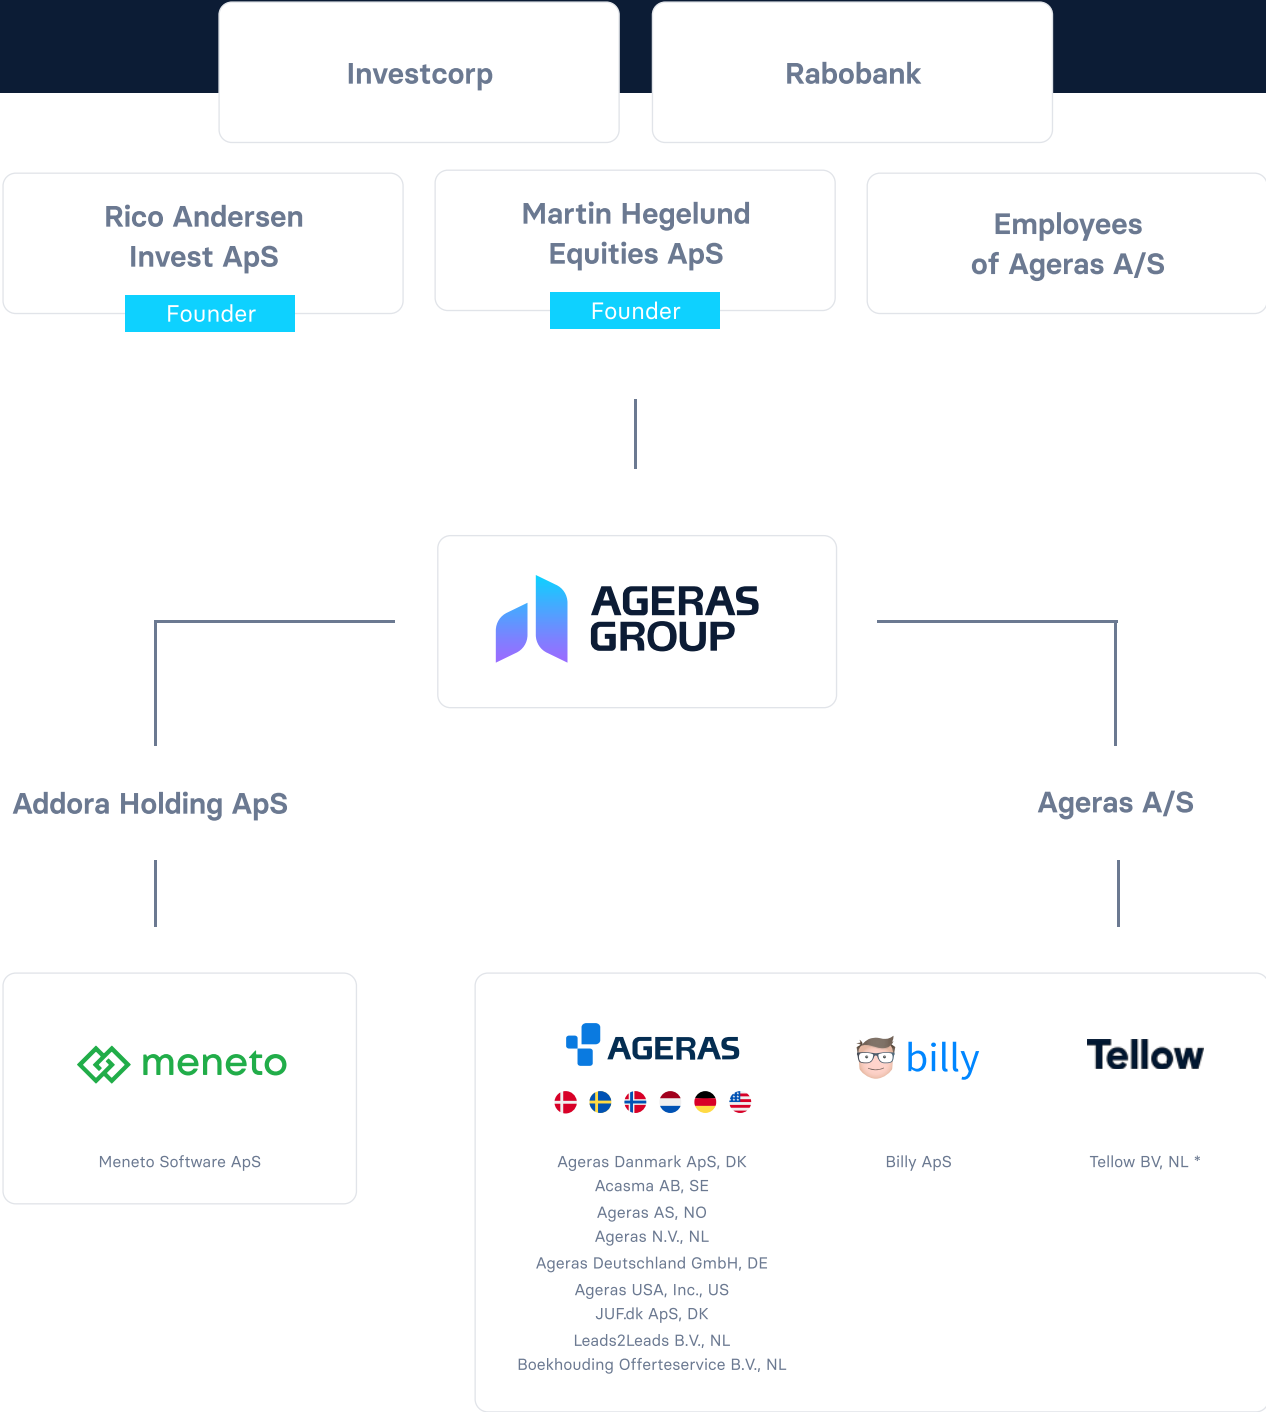 Investcorp
Rabobank
Rico Andersen
Invest ApS
Founder
Martin Hegelund
Equities ApS
Founder
Employees
of Ageras A/S
AGERAS
GROUP
Addora Holding ApS
Ageras A/S
meneto
Meneto Software ApS
AGERAS
Ageras Danmark ApS, DK
Acasma AB, SE
Ageras AS, NO
Ageras N.V., NL
Ageras Deutschland GmbH, DE
Ageras USA, Inc., US
JUF.dk ApS, DK
Leads2Leads B.V., NL
Boekhouding Offerteservice B.V., NL
billy
Billy ApS
Tellow
Tellow BV, NL *